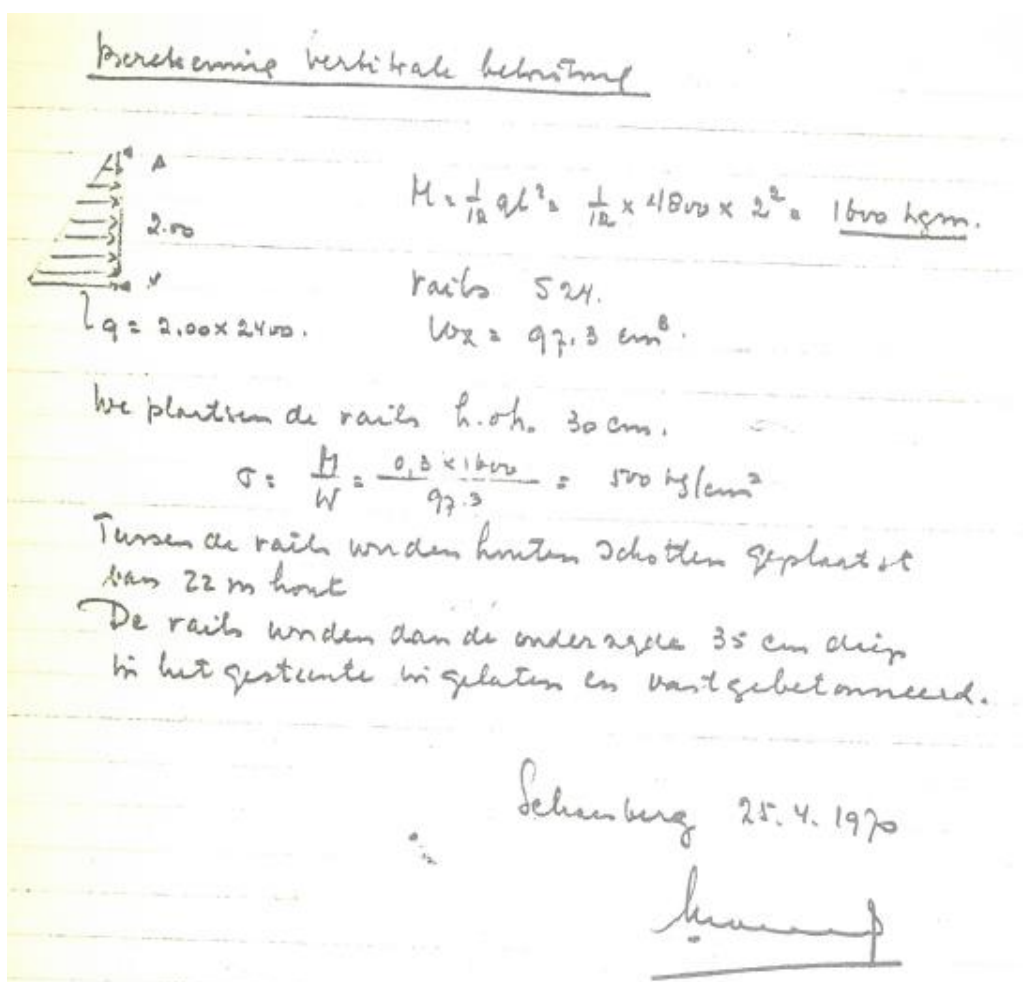 Berekening vertikale bekisting
A
2.00
q = 2.00 x 2400.
M = 1/12 ql² = 1/12 x 4800 x 2² = 1600 kgm.
rails S24.
Wx = 97.3 cm³.
We plaatsen de rails h.o.h. 30 cm.
σ = M/W = 0,3 x 1600 / 97.3 = 500 kg/cm²
Tussen de rails worden houten schotten geplaatst
van 22 m hout
De rails worden aan de onderzijde 35 cm diep
in het gesteente ingelaten en vastgebetonneerd.
Schaesberg 25.4.1970